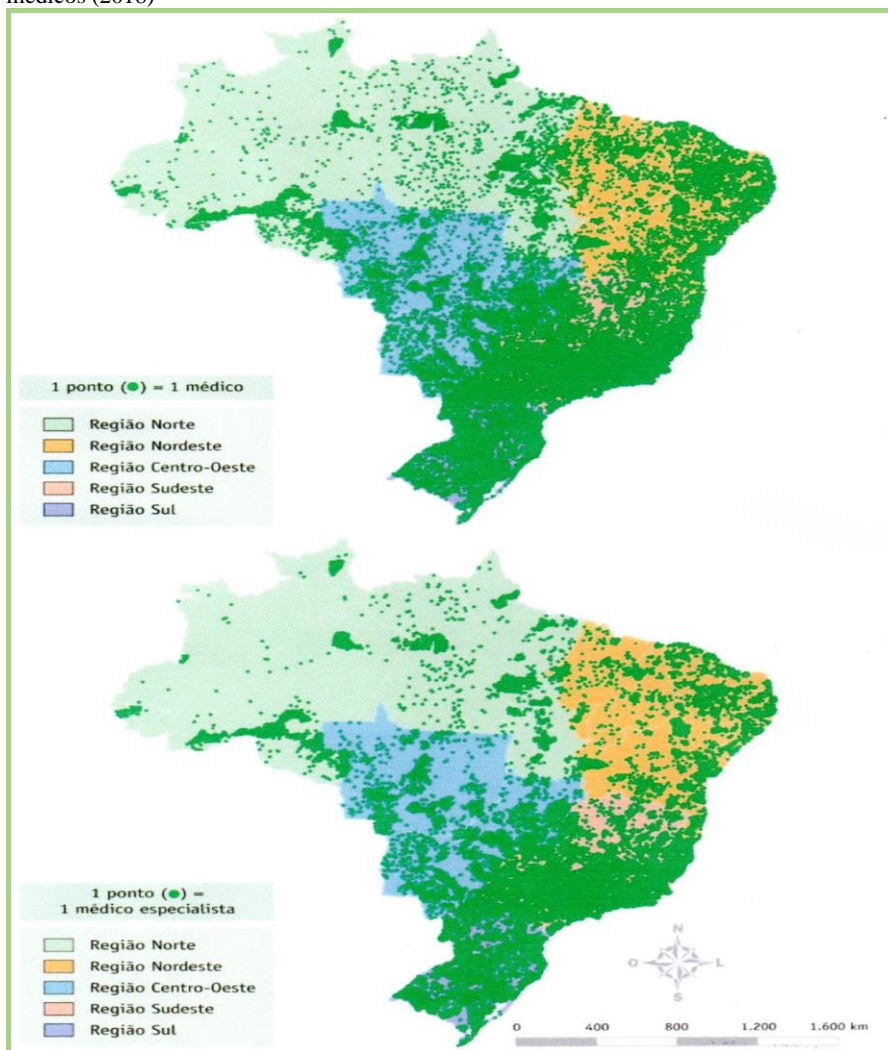 médicos (2018)
1 ponto (●) = 1 médico
Região Norte
Região Nordeste
Região Centro-Oeste
Região Sudeste
Região Sul
1 ponto (●) =
1 médico especialista
Região Norte
Região Nordeste
Região Centro-Oeste
Região Sudeste
Região Sul
N
O L
S
0 400 800 1.200 1.600 km